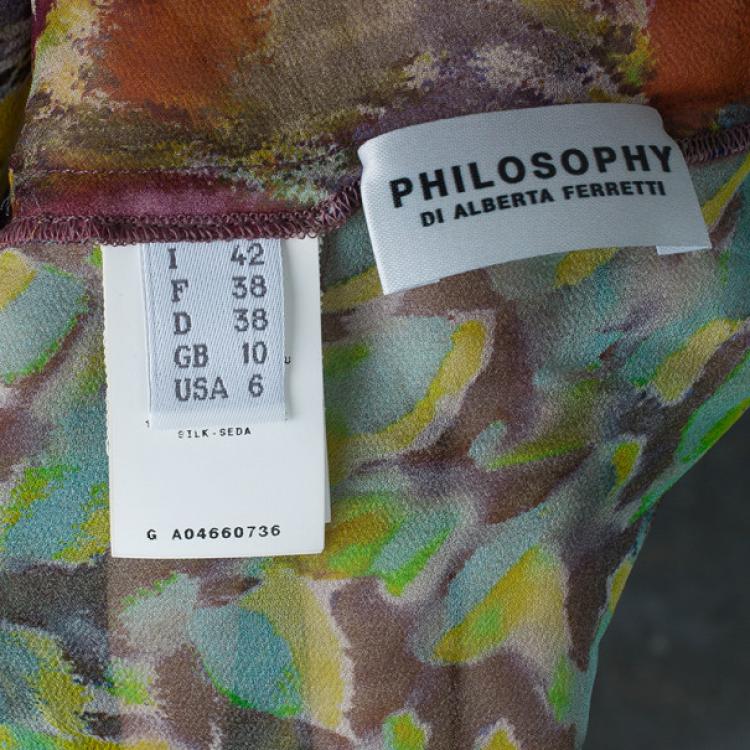 PHILOSOPHY
DI ALBERTA FERRETTI
I 42
F 38
D 38
GB 10
USA 6
SILK-SEDA
G A04660736